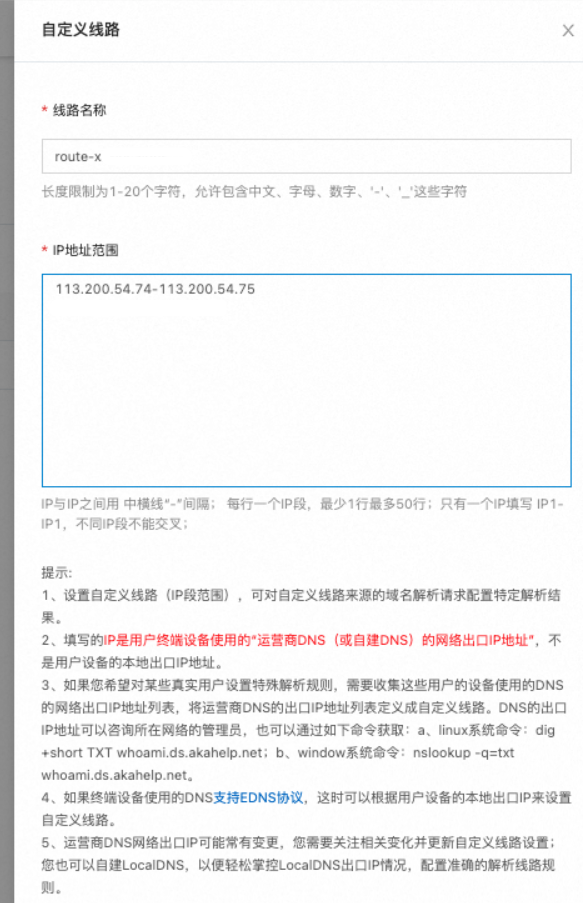 自定义线路
* 线路名称
route-x
长度限制为1-20个字符，允许包含中文、字母、数字、'-'、'_'这些字符
* IP地址范围
113.200.54.74-113.200.54.75
IP与IP之间用 中横线“-”间隔； 每行一个IP段，最少1行最多50行；只有一个IP填写 IP1-
IP1，不同IP段不能交叉；
提示:
1、设置自定义线路（IP段范围），可对自定义线路来源的域名解析请求配置特定解析结
果。
2、填写的IP是用户终端设备使用的“运营商DNS（或自建DNS）的网络出口IP地址”，不
是用户设备的本地出口IP地址。
3、如果您希望对某些真实用户设置特殊解析规则，需要收集这些用户的设备使用的DNS
的网络出口IP地址列表，将运营商DNS的出口IP地址列表定义成自定义线路。DNS的出口
IP地址可以咨询所在网络的管理员，也可以通过如下命令获取：a、linux系统命令：dig
+short TXT whoami.ds.akahelp.net；b、window系统命令：nslookup -q=txt
whoami.ds.akahelp.net。
4、如果终端设备使用的DNS支持EDNS协议，这时可以根据用户设备的本地出口IP来设置
自定义线路。
5、运营商DNS网络出口IP可能常有变更，您需要关注相关变化并更新自定义线路设置；
您也可以自建LocalDNS，以便轻松掌控LocalDNS出口IP情况，配置准确的解析线路规
则。